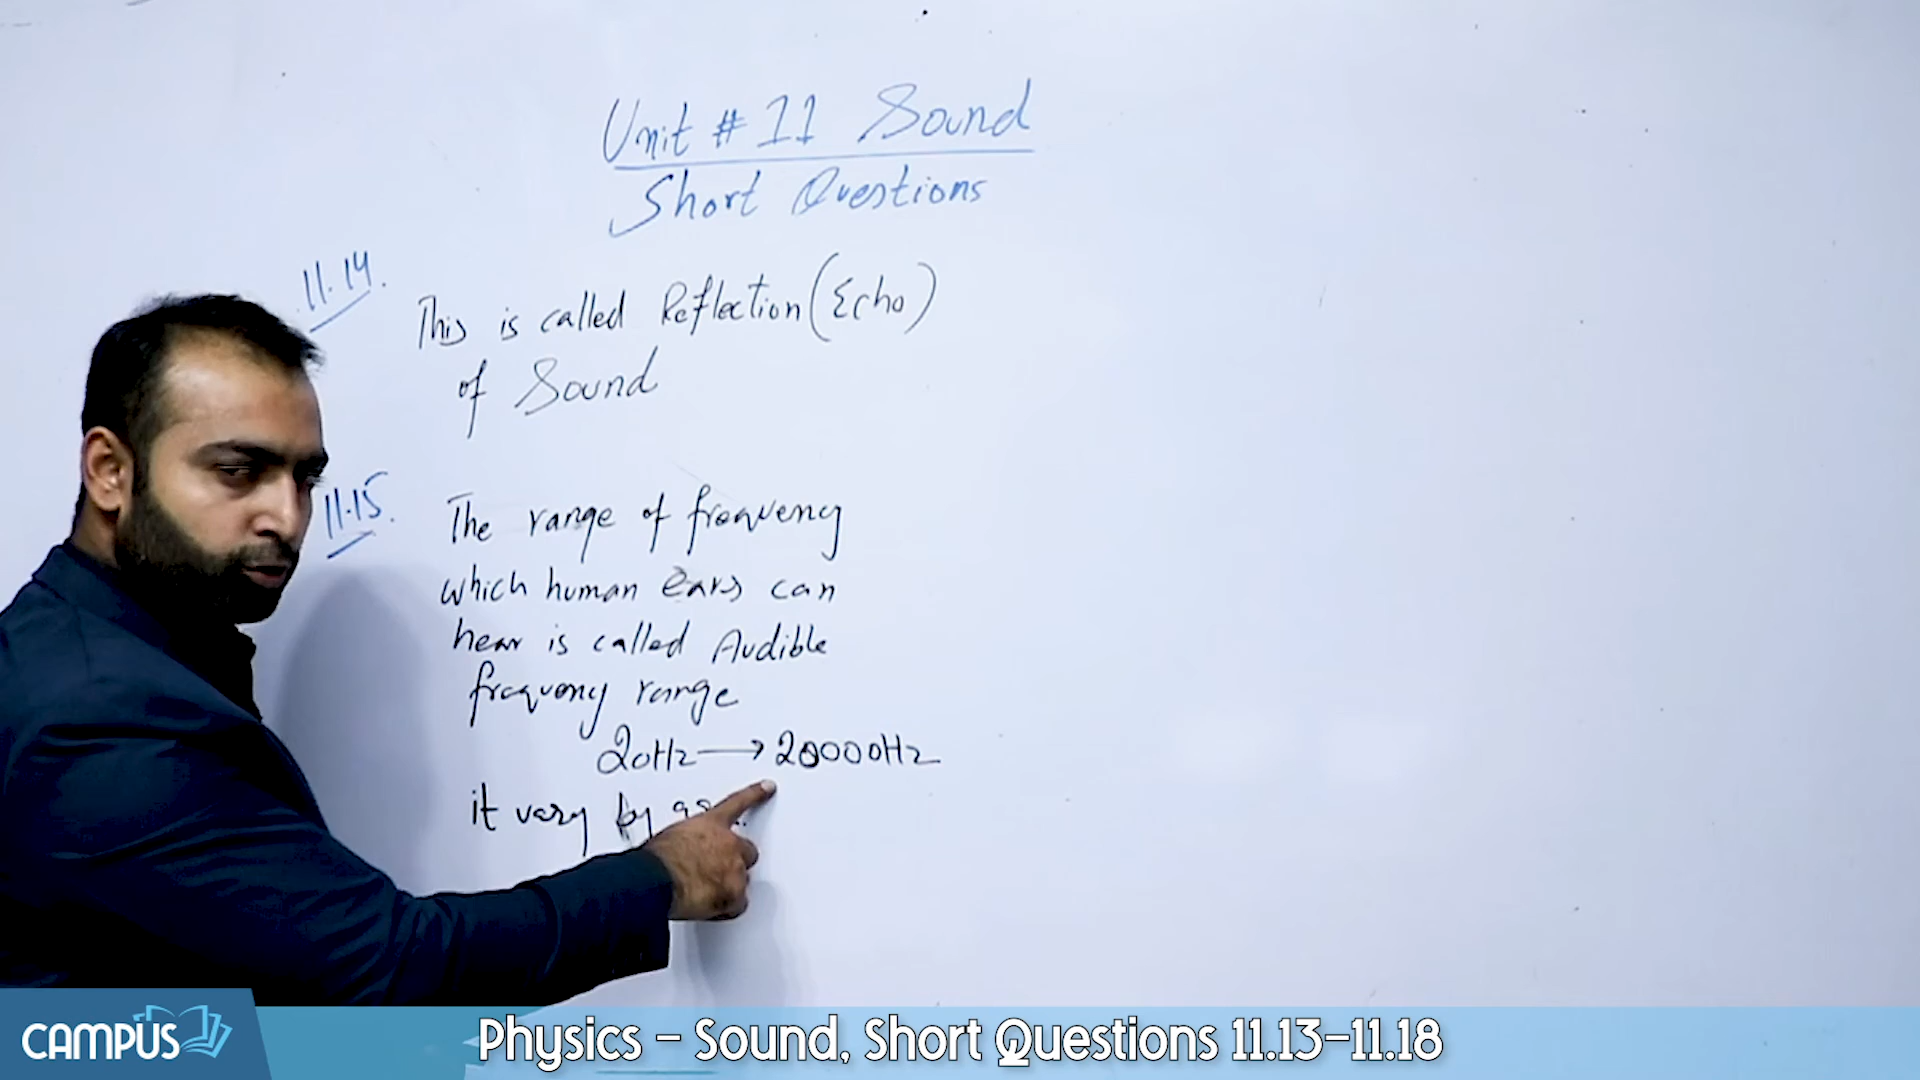 Unit # 11 Sound
Short Questions
11.14.
This is called Reflection (Echo)
of Sound
11.15.
The range of frequency
which human ears can
hear is called Audible
frequency range
20Hz → 20000Hz
it vary by
CAMPUS
Physics – Sound, Short Questions 11.13–11.18